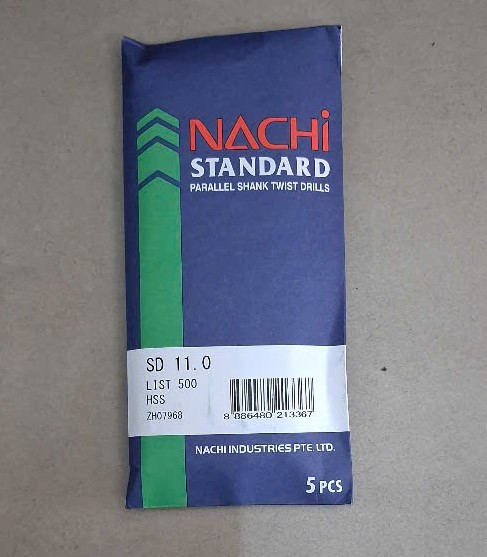 NACHi
STANDARD
PARALLEL SHANK TWIST DRILLS
SD 11.0
LIST 500
HSS
ZH07968
8 886480 213367
NACHI INDUSTRIES PTE. LTD.
5 PCS